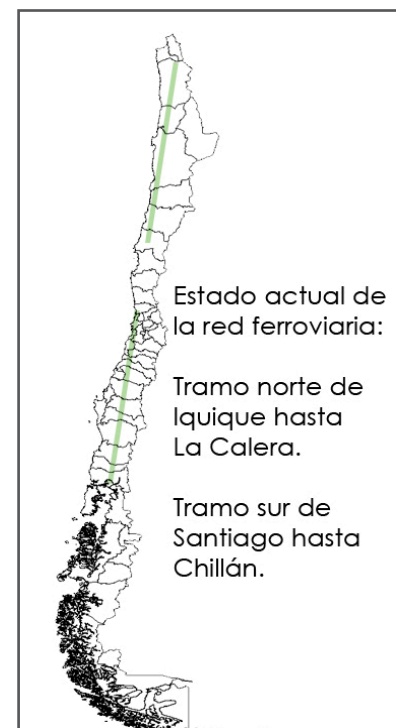 Estado actual de
la red ferroviaria:
Tramo norte de
Iquique hasta
La Calera.
Tramo sur de
Santiago hasta
Chillán.